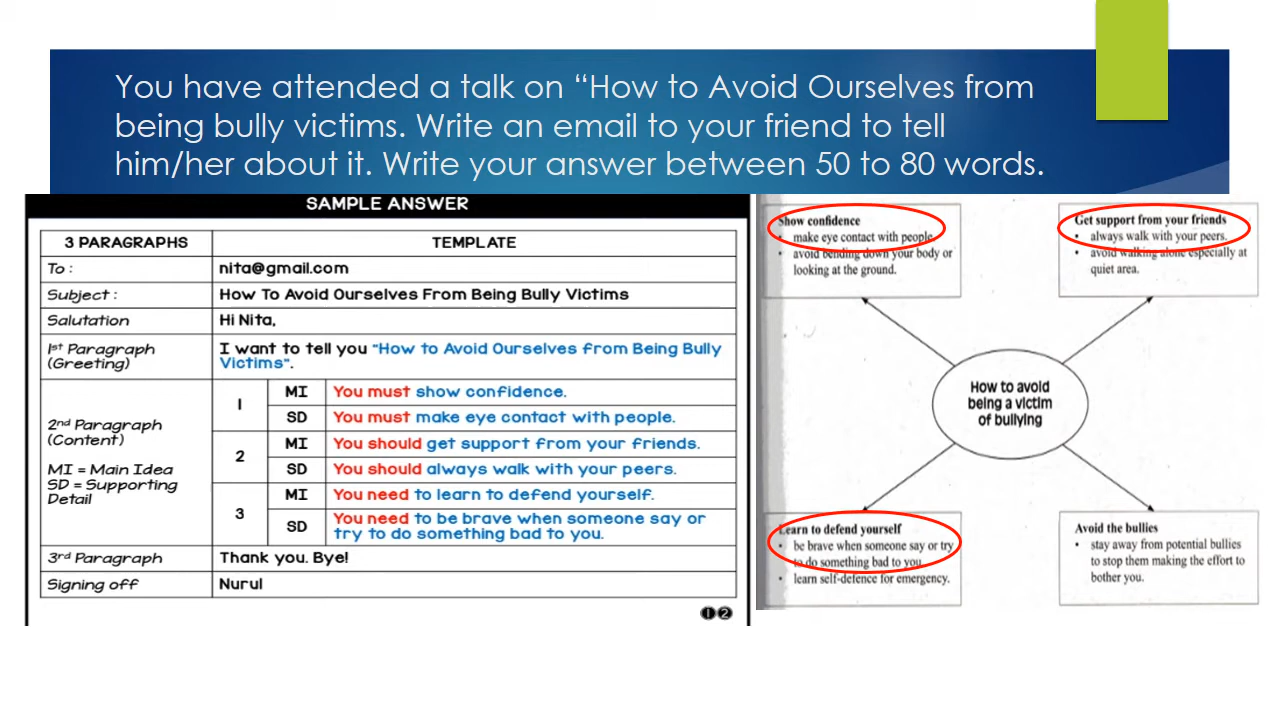 You have attended a talk on “How to Avoid Ourselves from
being bully victims. Write an email to your friend to tell
him/her about it. Write your answer between 50 to 80 words.
SAMPLE ANSWER
3 PARAGRAPHS TEMPLATE
To : nita@gmail.com
Subject : How To Avoid Ourselves From Being Bully Victims
Salutation Hi Nita,
1st Paragraph
(Greeting)
I want to tell you "How to Avoid Ourselves from Being Bully
Victims".
2nd Paragraph
(Content)
MI = Main Idea
SD = Supporting
Detail
1
MI You must show confidence.
SD You must make eye contact with people.
2
MI You should get support from your friends.
SD You should always walk with your peers.
3
MI You need to learn to defend yourself.
SD You need to be brave when someone say or
try to do something bad to you.
3rd Paragraph Thank you. Bye!
Signing off Nurul
1 2
Show confidence
• make eye contact with people.
• avoid bending down your body or
looking at the ground.
Get support from your friends
• always walk with your peers.
• avoid walking alone especially at
quiet area.
How to avoid
being a victim
of bullying
Learn to defend yourself
• be brave when someone say or try
to do something bad to you.
• learn self-defence for emergency.
Avoid the bullies
• stay away from potential bullies
to stop them making the effort to
bother you.